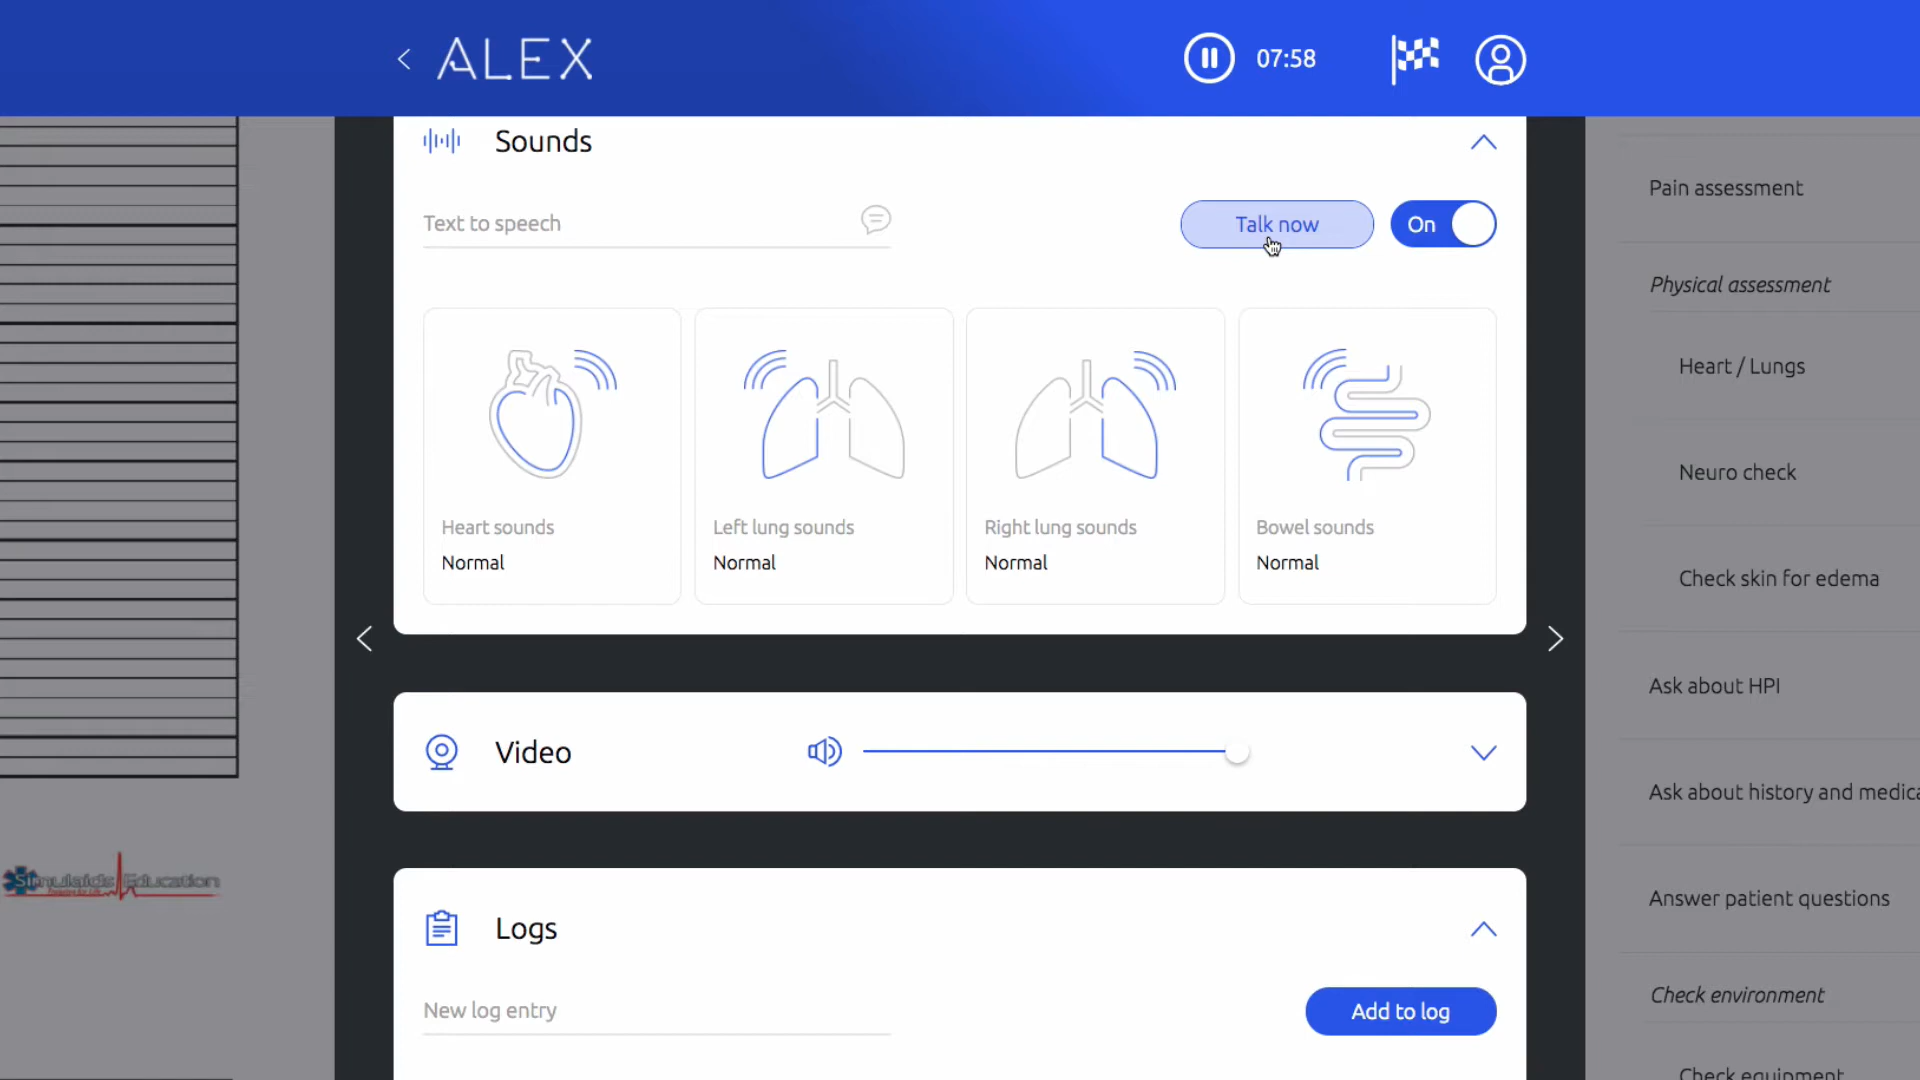 ALEX
07:58
Sounds
Text to speech
Talk now
On
Heart sounds
Normal
Left lung sounds
Normal
Right lung sounds
Normal
Bowel sounds
Normal
Video
Logs
New log entry
Add to log
Simulaids Education
Pain assessment
Physical assessment
Heart / Lungs
Neuro check
Check skin for edema
Ask about HPI
Ask about history and medica
Answer patient questions
Check environment
Check equipment